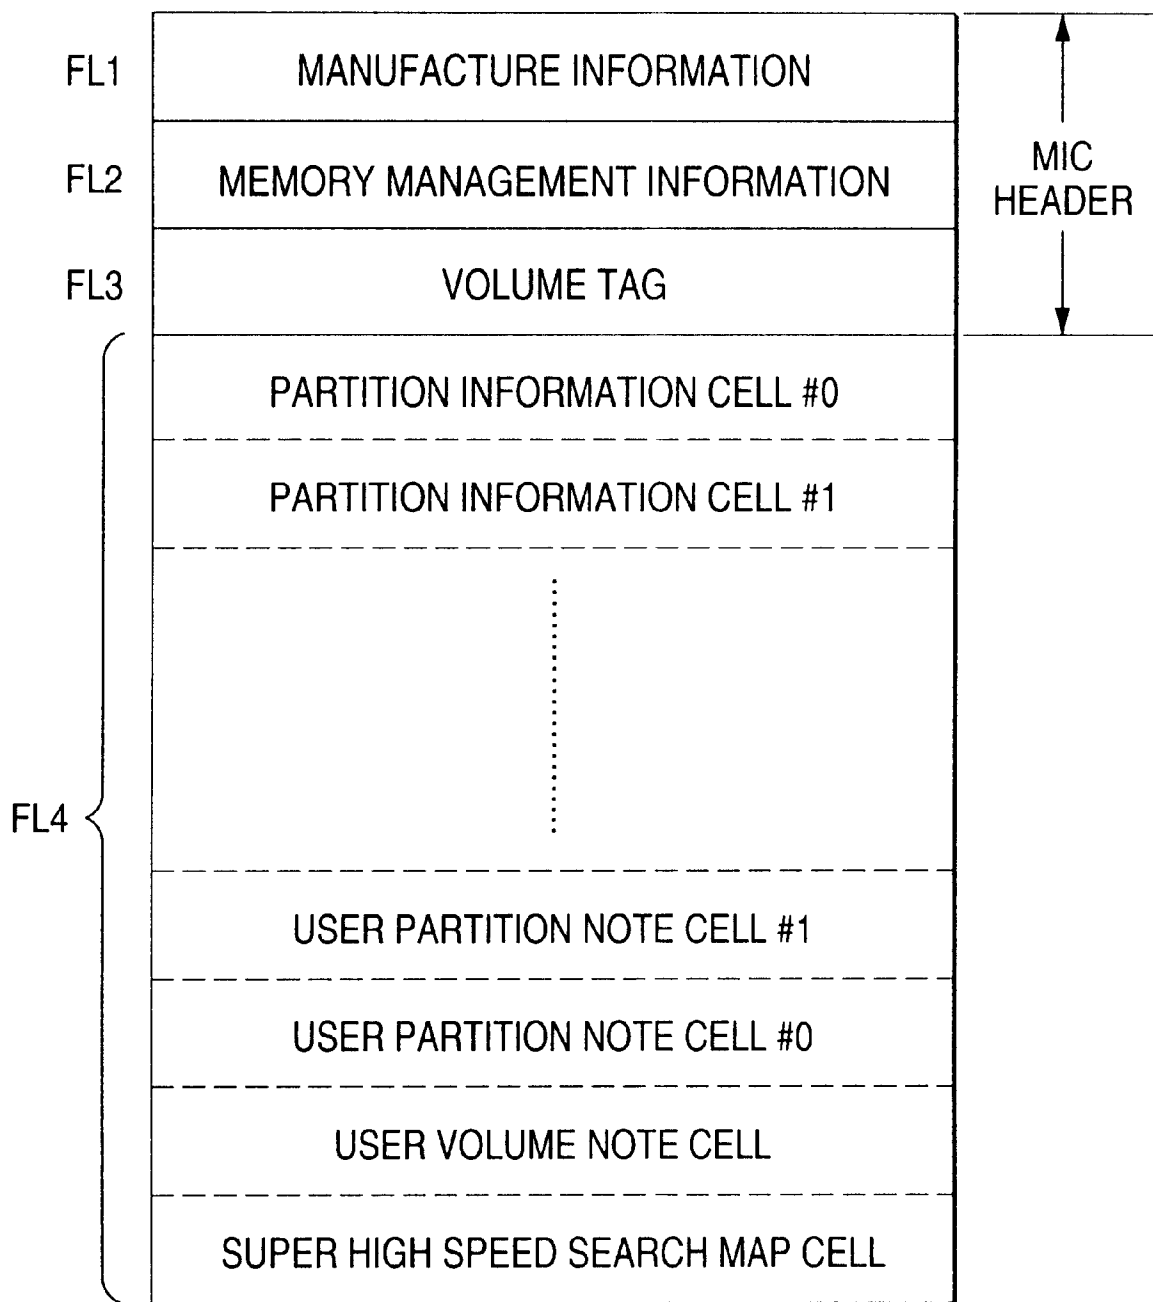 FL1
MANUFACTURE INFORMATION
FL2
MEMORY MANAGEMENT INFORMATION
MIC
HEADER
FL3
VOLUME TAG
PARTITION INFORMATION CELL #0
PARTITION INFORMATION CELL #1
FL4
USER PARTITION NOTE CELL #1
USER PARTITION NOTE CELL #0
USER VOLUME NOTE CELL
SUPER HIGH SPEED SEARCH MAP CELL